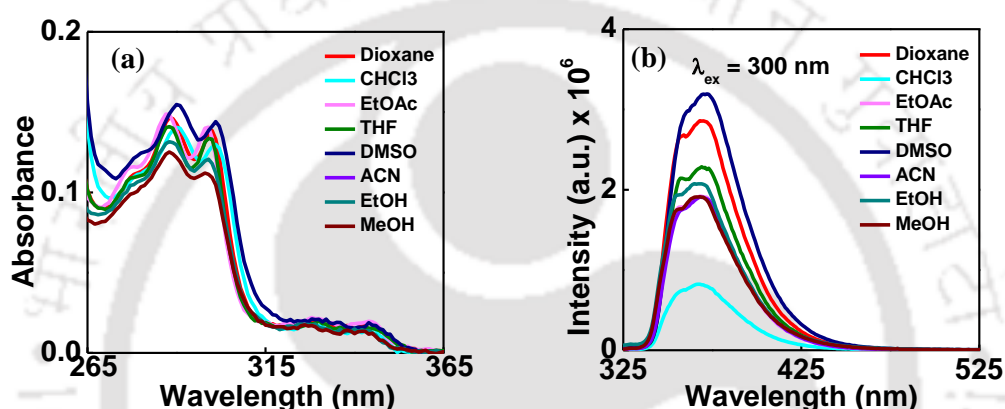 (a)
0.2
0.1
0.0
265
315
365
Absorbance
Wavelength (nm)
Dioxane
CHCl3
EtOAc
THF
DMSO
ACN
EtOH
MeOH
(b)
λex = 300 nm
4
2
0
325
425
525
Intensity (a.u.) x 10⁶
Wavelength (nm)
Dioxane
CHCl3
EtOAc
THF
DMSO
ACN
EtOH
MeOH